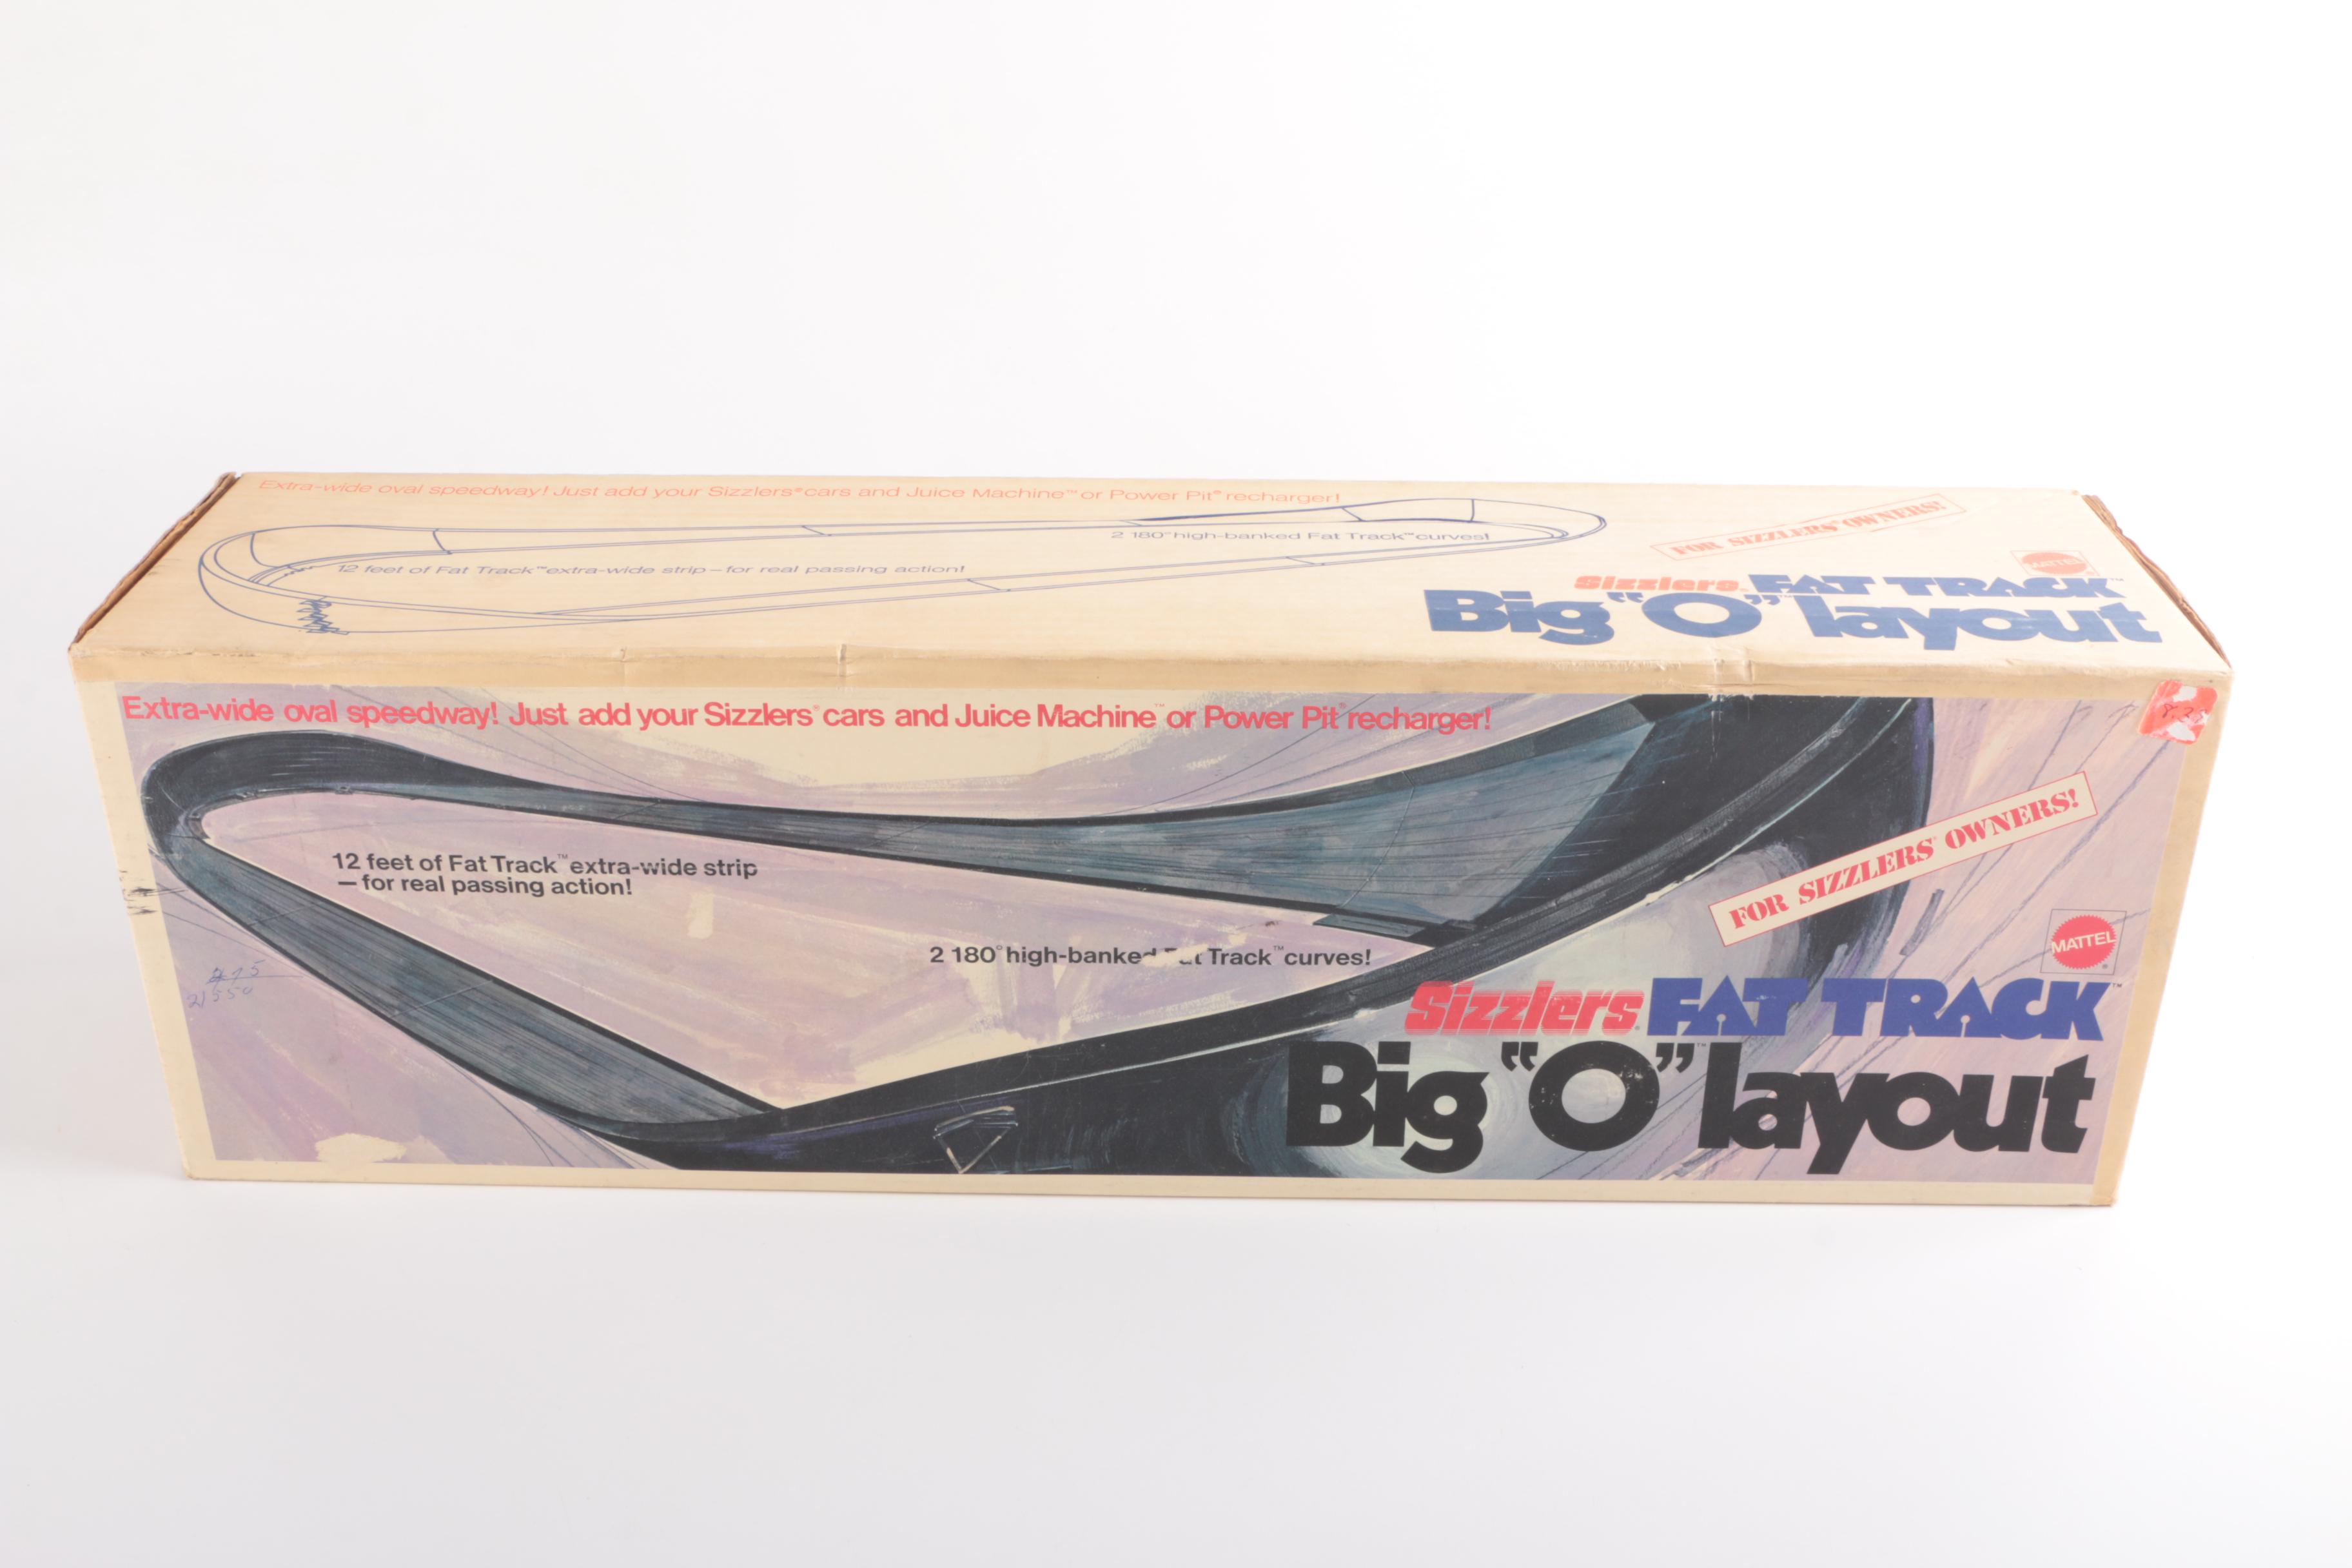 Extra-wide oval speedway! Just add your Sizzlers® cars and Juice Machine™ or Power Pit® recharger!
2 180° high-banked Fat Track™ curves!
12 feet of Fat Track™ extra-wide strip – for real passing action!
FOR SIZZLERS® OWNERS!
MATTEL
Sizzlers® FAT TRACK™
Big "O"™ layout
Extra-wide oval speedway! Just add your Sizzlers® cars and Juice Machine™ or Power Pit® recharger!
12 feet of Fat Track™ extra-wide strip
– for real passing action!
2 180° high-banked Track™ curves!
FOR SIZZLERS® OWNERS!
MATTEL®
Sizzlers® FAT TRACK™
Big "O"™ layout